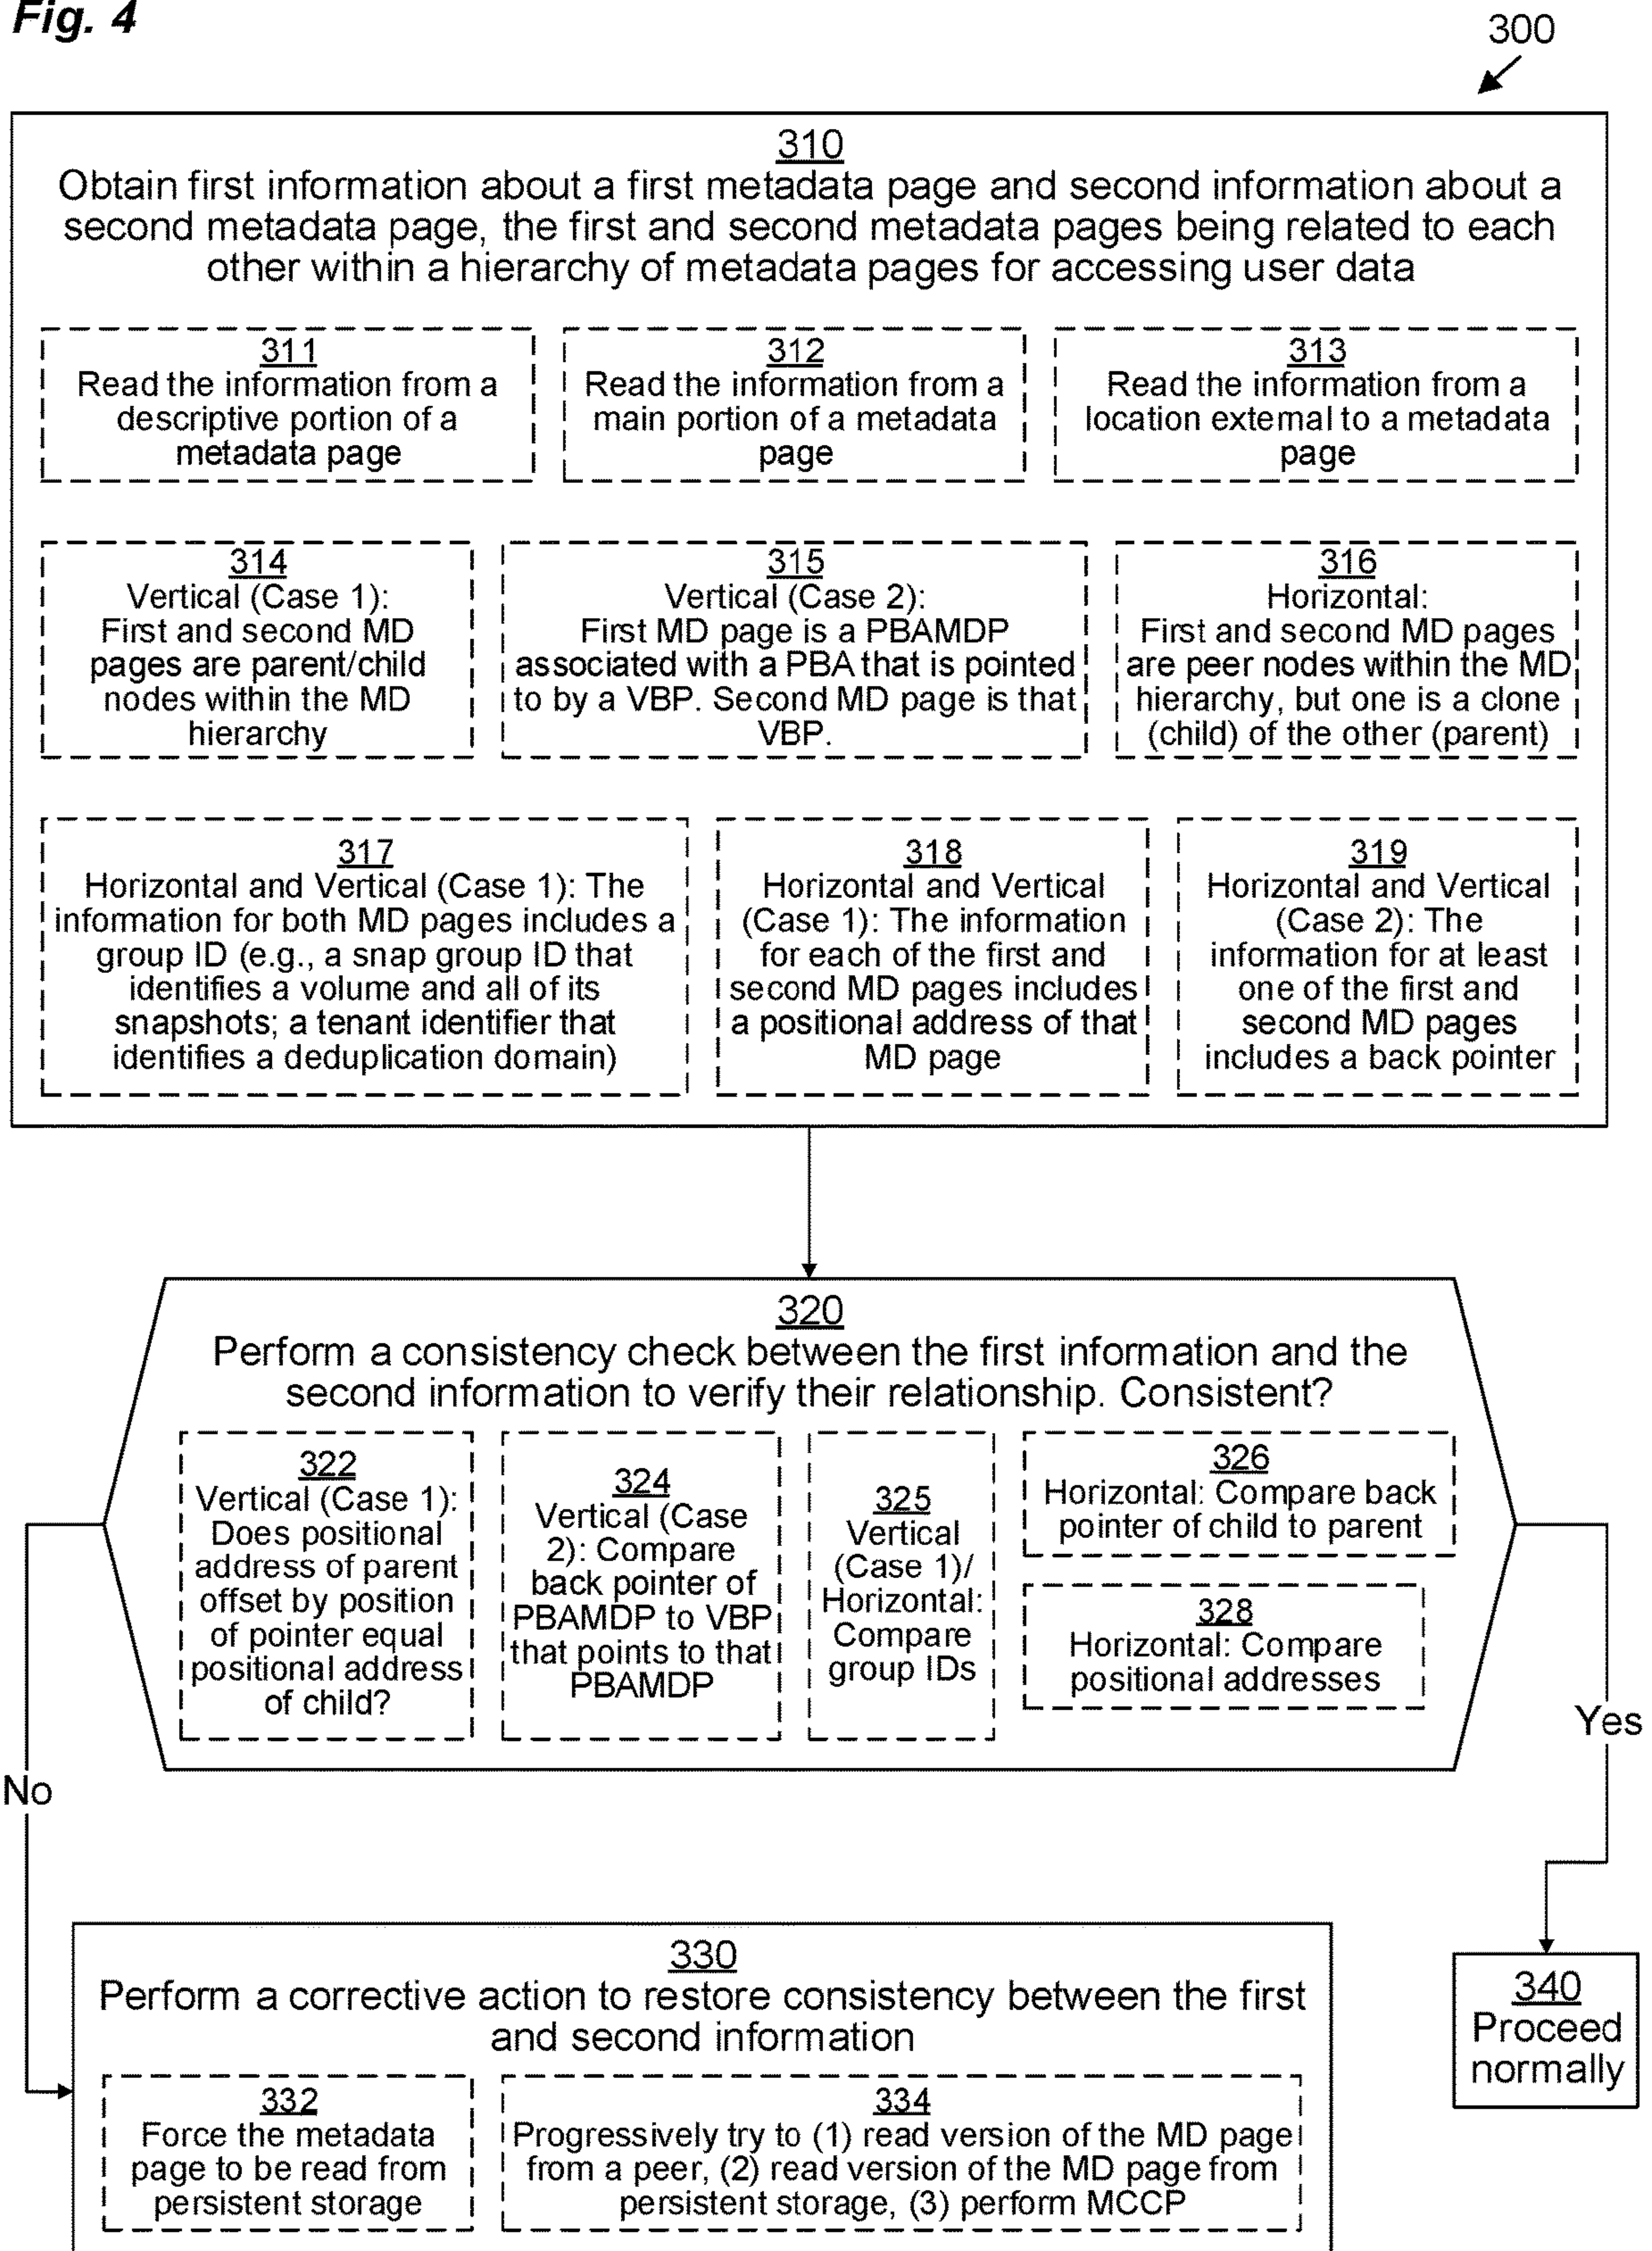 Fig. 4
300
310
Obtain first information about a first metadata page and second information about a
second metadata page, the first and second metadata pages being related to each
other within a hierarchy of metadata pages for accessing user data
311
Read the information from a
descriptive portion of a
metadata page
312
Read the information from a
main portion of a metadata
page
313
Read the information from a
location external to a metadata
page
314
Vertical (Case 1):
First and second MD
pages are parent/child
nodes within the MD
hierarchy
315
Vertical (Case 2):
First MD page is a PBAMDP
associated with a PBA that is pointed
to by a VBP. Second MD page is that
VBP.
316
Horizontal:
First and second MD pages
are peer nodes within the MD
hierarchy, but one is a clone
(child) of the other (parent)
317
Horizontal and Vertical (Case 1): The
information for both MD pages includes a
group ID (e.g., a snap group ID that
identifies a volume and all of its
snapshots; a tenant identifier that
identifies a deduplication domain)
318
Horizontal and Vertical
(Case 1): The information
for each of the first and
second MD pages includes
a positional address of that
MD page
319
Horizontal and Vertical
(Case 2): The
information for at least
one of the first and
second MD pages
includes a back pointer
320
Perform a consistency check between the first information and the
second information to verify their relationship. Consistent?
322
Vertical (Case 1):
Does positional
address of parent
offset by position
of pointer equal
positional address
of child?
324
Vertical (Case
2): Compare
back pointer of
PBAMDP to VBP
that points to that
PBAMDP
325
Vertical
(Case 1)/
Horizontal:
Compare
group IDs
326
Horizontal: Compare back
pointer of child to parent
328
Horizontal: Compare
positional addresses
Yes
No
330
Perform a corrective action to restore consistency between the first
and second information
332
Force the metadata
page to be read from
persistent storage
334
Progressively try to (1) read version of the MD page
from a peer, (2) read version of the MD page from
persistent storage, (3) perform MCCP
340
Proceed
normally